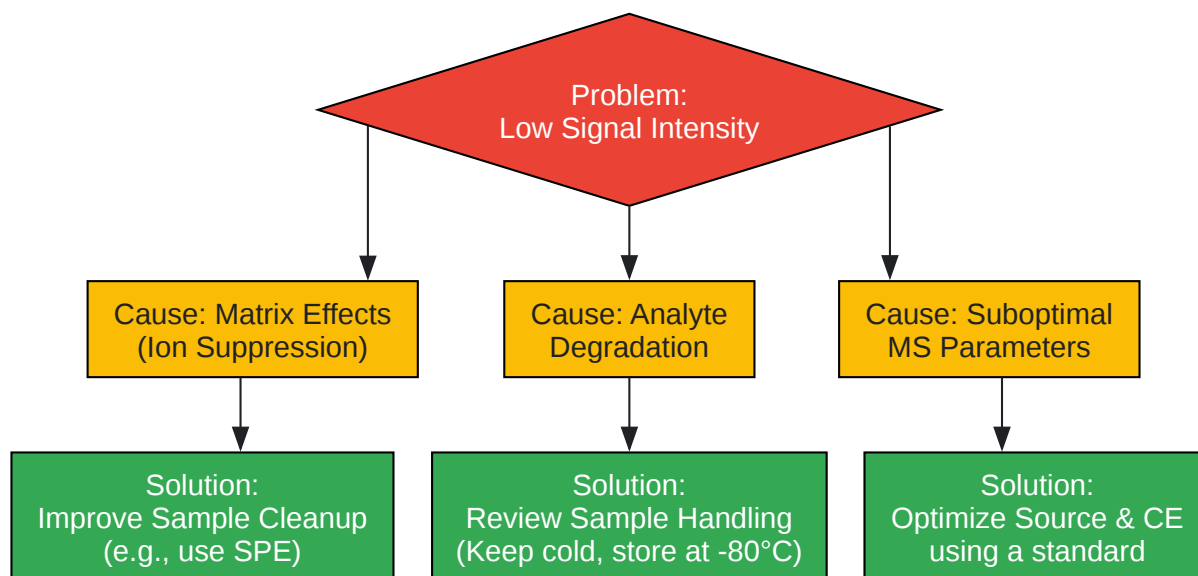 Problem:
Low Signal Intensity
Cause: Matrix Effects
(Ion Suppression)
Cause: Analyte
Degradation
Cause: Suboptimal
MS Parameters
Solution:
Improve Sample Cleanup
(e.g., use SPE)
Solution:
Review Sample Handling
(Keep cold, store at -80°C)
Solution:
Optimize Source & CE
using a standard